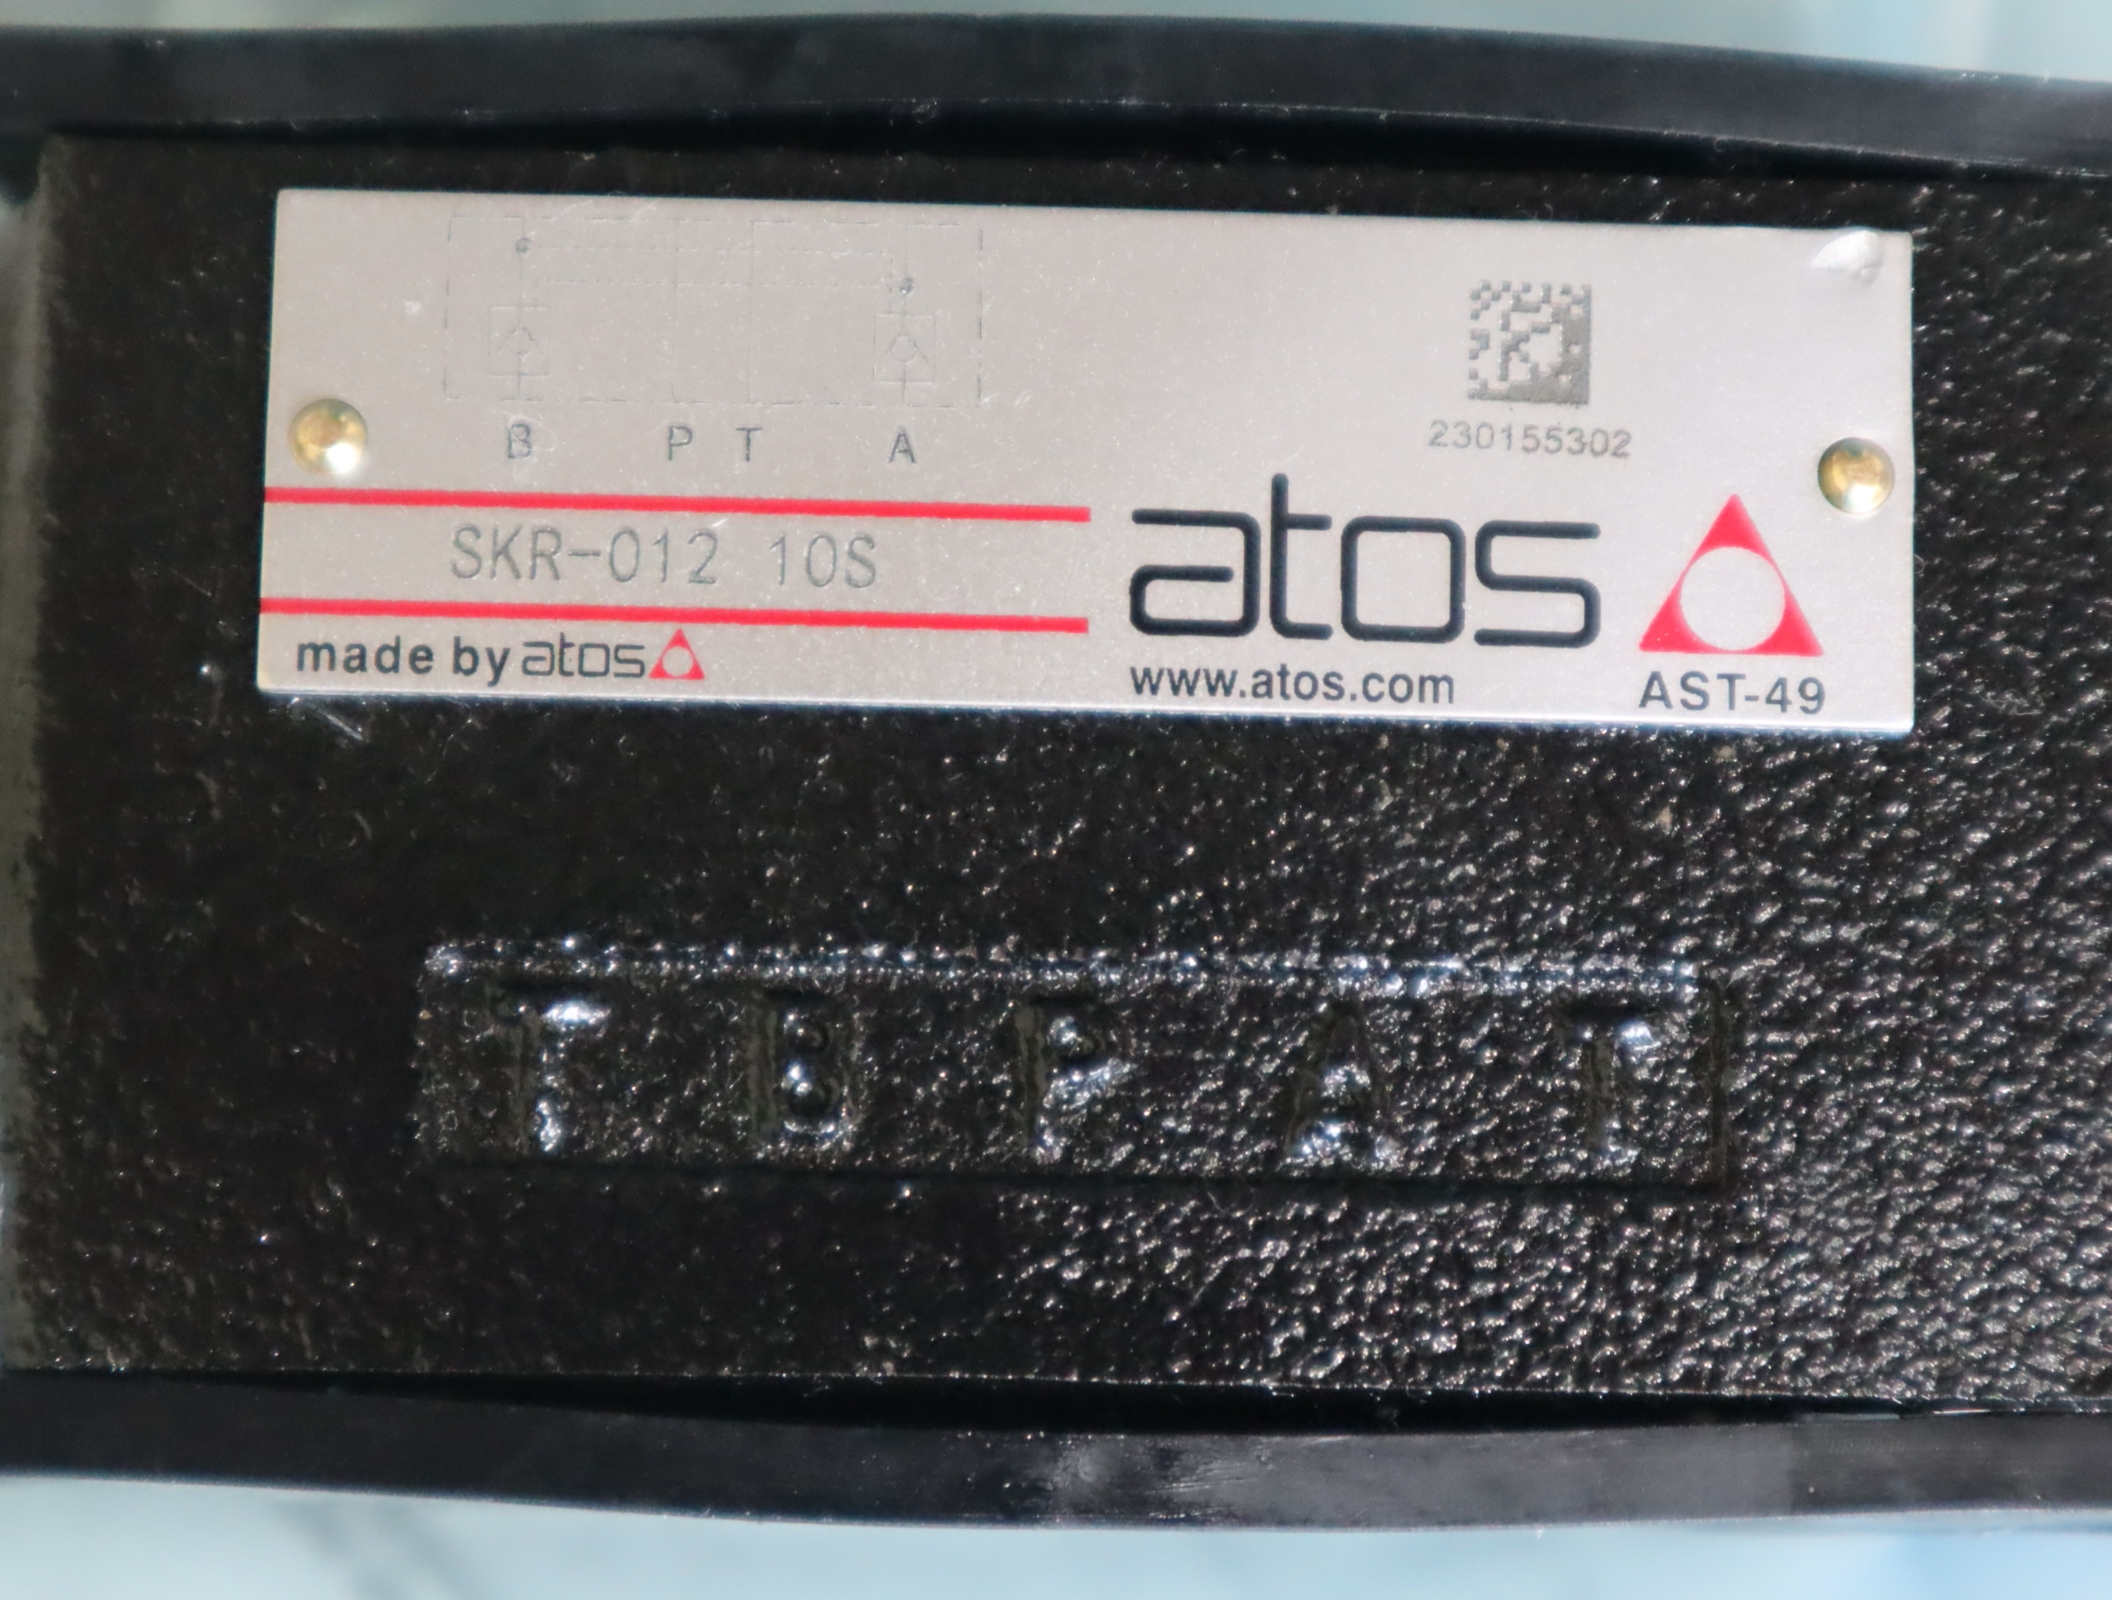 B P T A
230155302
SKR-012 10S
atos
made by atos
www.atos.com
AST-49
T B P A T